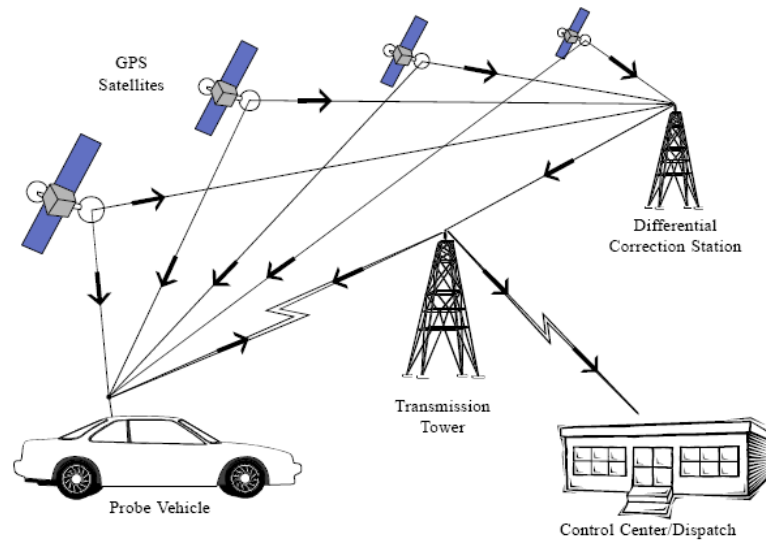 GPS
Satellites
Differential
Correction Station
Transmission
Tower
Probe Vehicle
Control Center/Dispatch